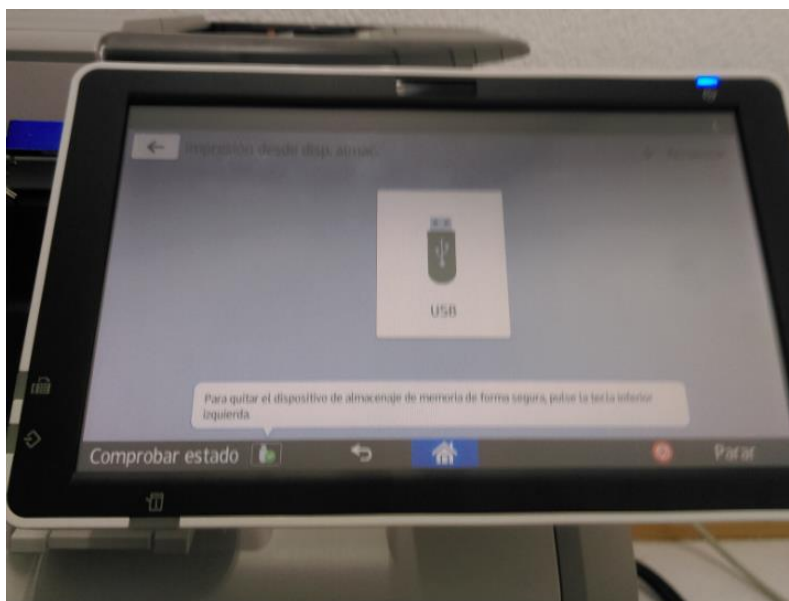 Impresión desde disp. almac.
USB
Para quitar el dispositivo de almacenaje de memoria de forma segura, pulse la tecla inferior
izquierda.
Comprobar estado
Parar